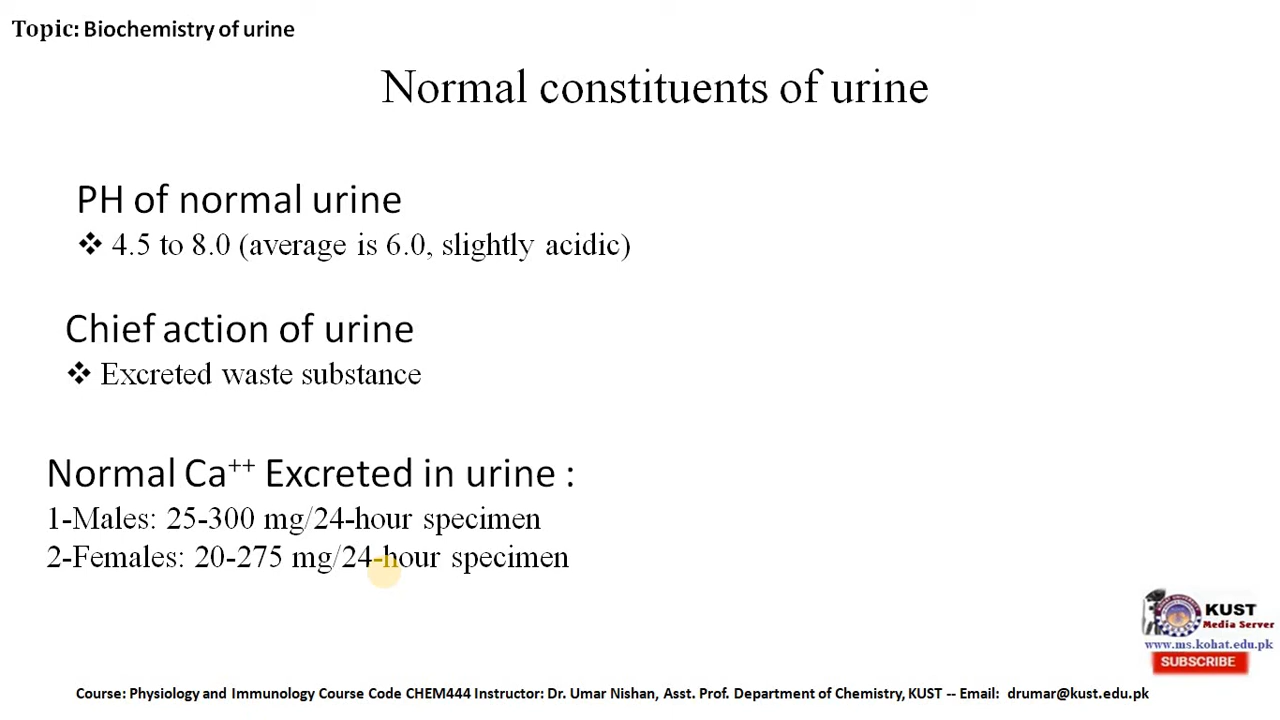 Topic: Biochemistry of urine
Normal constituents of urine
PH of normal urine
❖ 4.5 to 8.0 (average is 6.0, slightly acidic)
Chief action of urine
❖ Excreted waste substance
Normal Ca⁺⁺ Excreted in urine :
1-Males: 25-300 mg/24-hour specimen
2-Females: 20-275 mg/24-hour specimen
KUST
Media Server
www.ms.kohat.edu.pk
SUBSCRIBE
Course: Physiology and Immunology Course Code CHEM444 Instructor: Dr. Umar Nishan, Asst. Prof. Department of Chemistry, KUST -- Email: drumar@kust.edu.pk